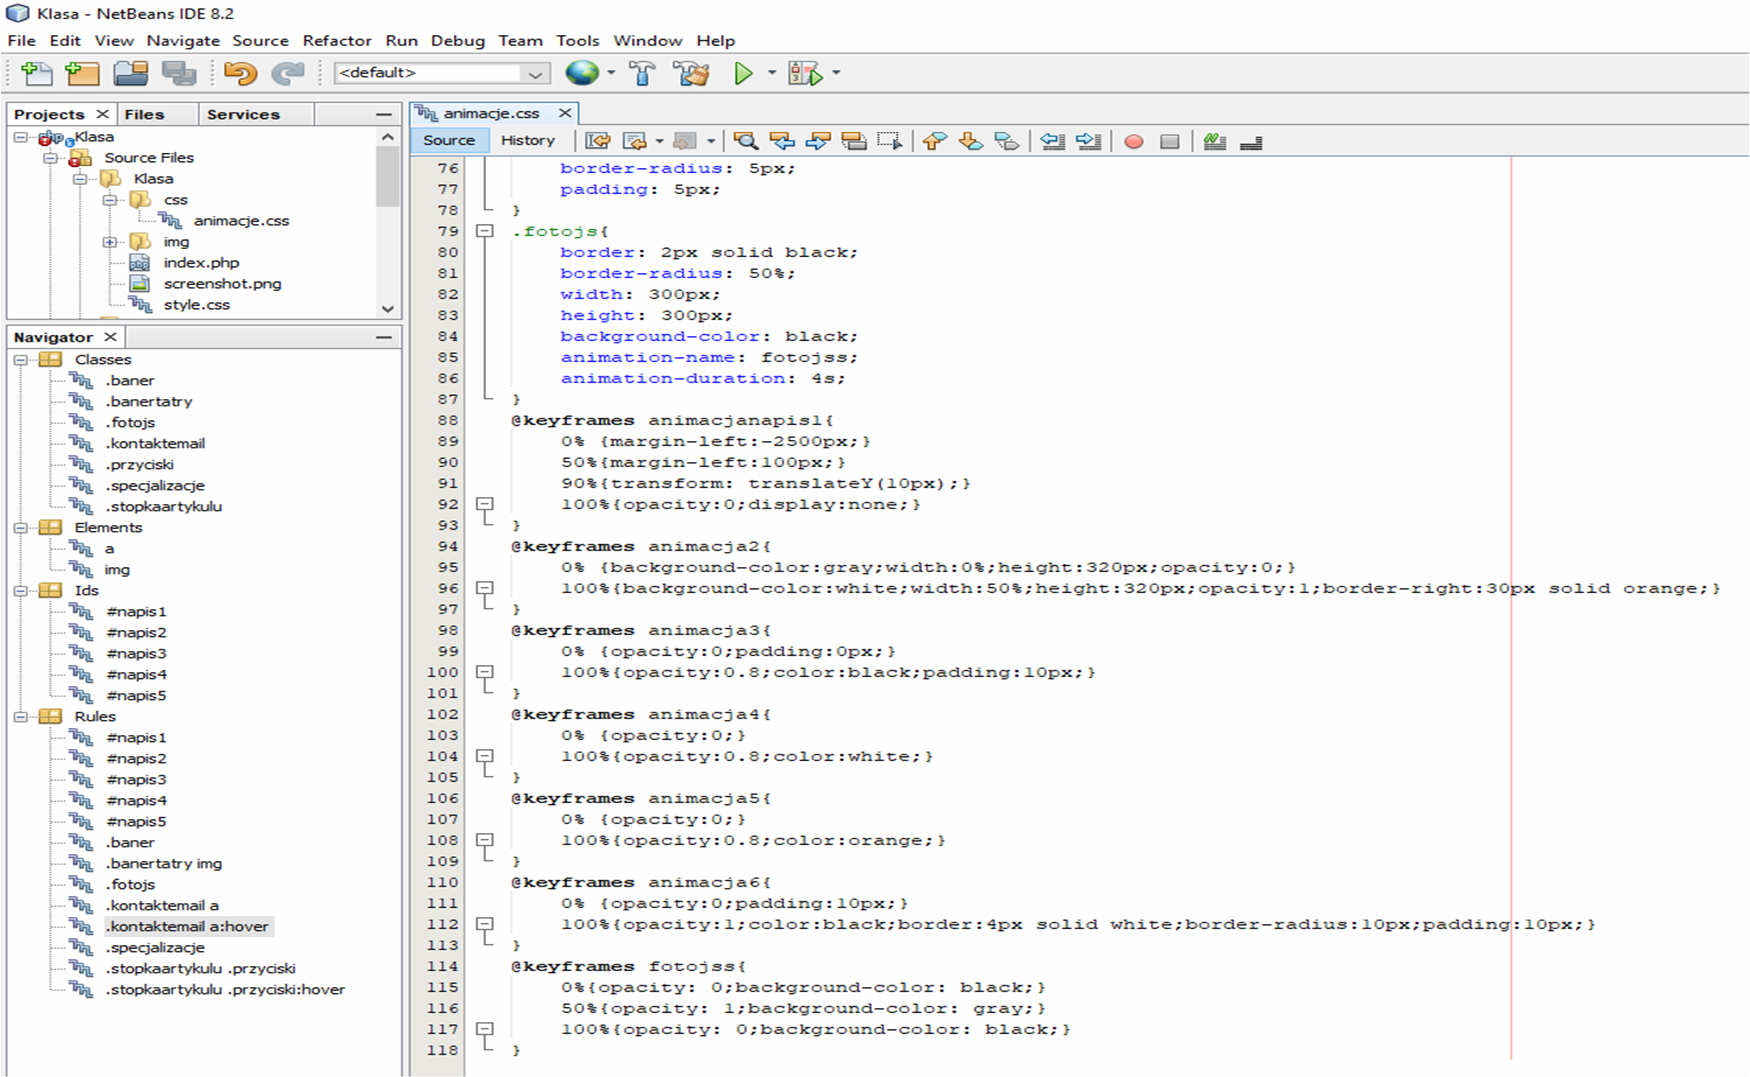 Klasa - NetBeans IDE 8.2
File Edit View Navigate Source Refactor Run Debug Team Tools Window Help
<default>
Projects Files Services
Klasa
Source Files
Klasa
css
animacje.css
img
index.php
screenshot.png
style.css
Navigator
Classes
.baner
.banertatry
.fotojs
.kontaktemail
.przyciski
.specjalizacje
.stopkaartykulu
Elements
a
img
Ids
#napis1
#napis2
#napis3
#napis4
#napis5
Rules
#napis1
#napis2
#napis3
#napis4
#napis5
.baner
.banertatry img
.fotojs
.kontaktemail a
.kontaktemail a:hover
.specjalizacje
.stopkaartykulu .przyciski
.stopkaartykulu .przyciski:hover
animacje.css
Source History
76 border-radius: 5px;
77 padding: 5px;
78 }
79 .fotojs{
80 border: 2px solid black;
81 border-radius: 50%;
82 width: 300px;
83 height: 300px;
84 background-color: black;
85 animation-name: fotojss;
86 animation-duration: 4s;
87 }
88 @keyframes animacjanapis1{
89 0% {margin-left:-2500px;}
90 50%{margin-left:100px;}
91 90%{transform: translateY(10px);}
92 100%{opacity:0;display:none;}
93 }
94 @keyframes animacja2{
95 0% {background-color:gray;width:0%;height:320px;opacity:0;}
96 100%{background-color:white;width:50%;height:320px;opacity:1;border-right:30px solid orange;}
97 }
98 @keyframes animacja3{
99 0% {opacity:0;padding:0px;}
100 100%{opacity:0.8;color:black;padding:10px;}
101 }
102 @keyframes animacja4{
103 0% {opacity:0;}
104 100%{opacity:0.8;color:white;}
105 }
106 @keyframes animacja5{
107 0% {opacity:0;}
108 100%{opacity:0.8;color:orange;}
109 }
110 @keyframes animacja6{
111 0% {opacity:0;padding:10px;}
112 100%{opacity:1;color:black;border:4px solid white;border-radius:10px;padding:10px;}
113 }
114 @keyframes fotojss{
115 0%{opacity: 0;background-color: black;}
116 50%{opacity: 1;background-color: gray;}
117 100%{opacity: 0;background-color: black;}
118 }